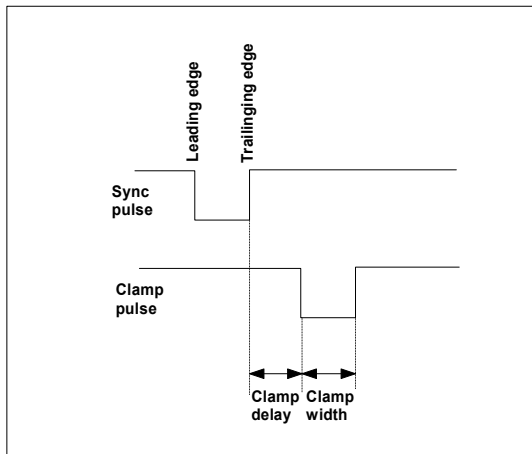 Leading edge
Trailinging edge
Sync
pulse
Clamp
pulse
Clamp
delay
Clamp
width